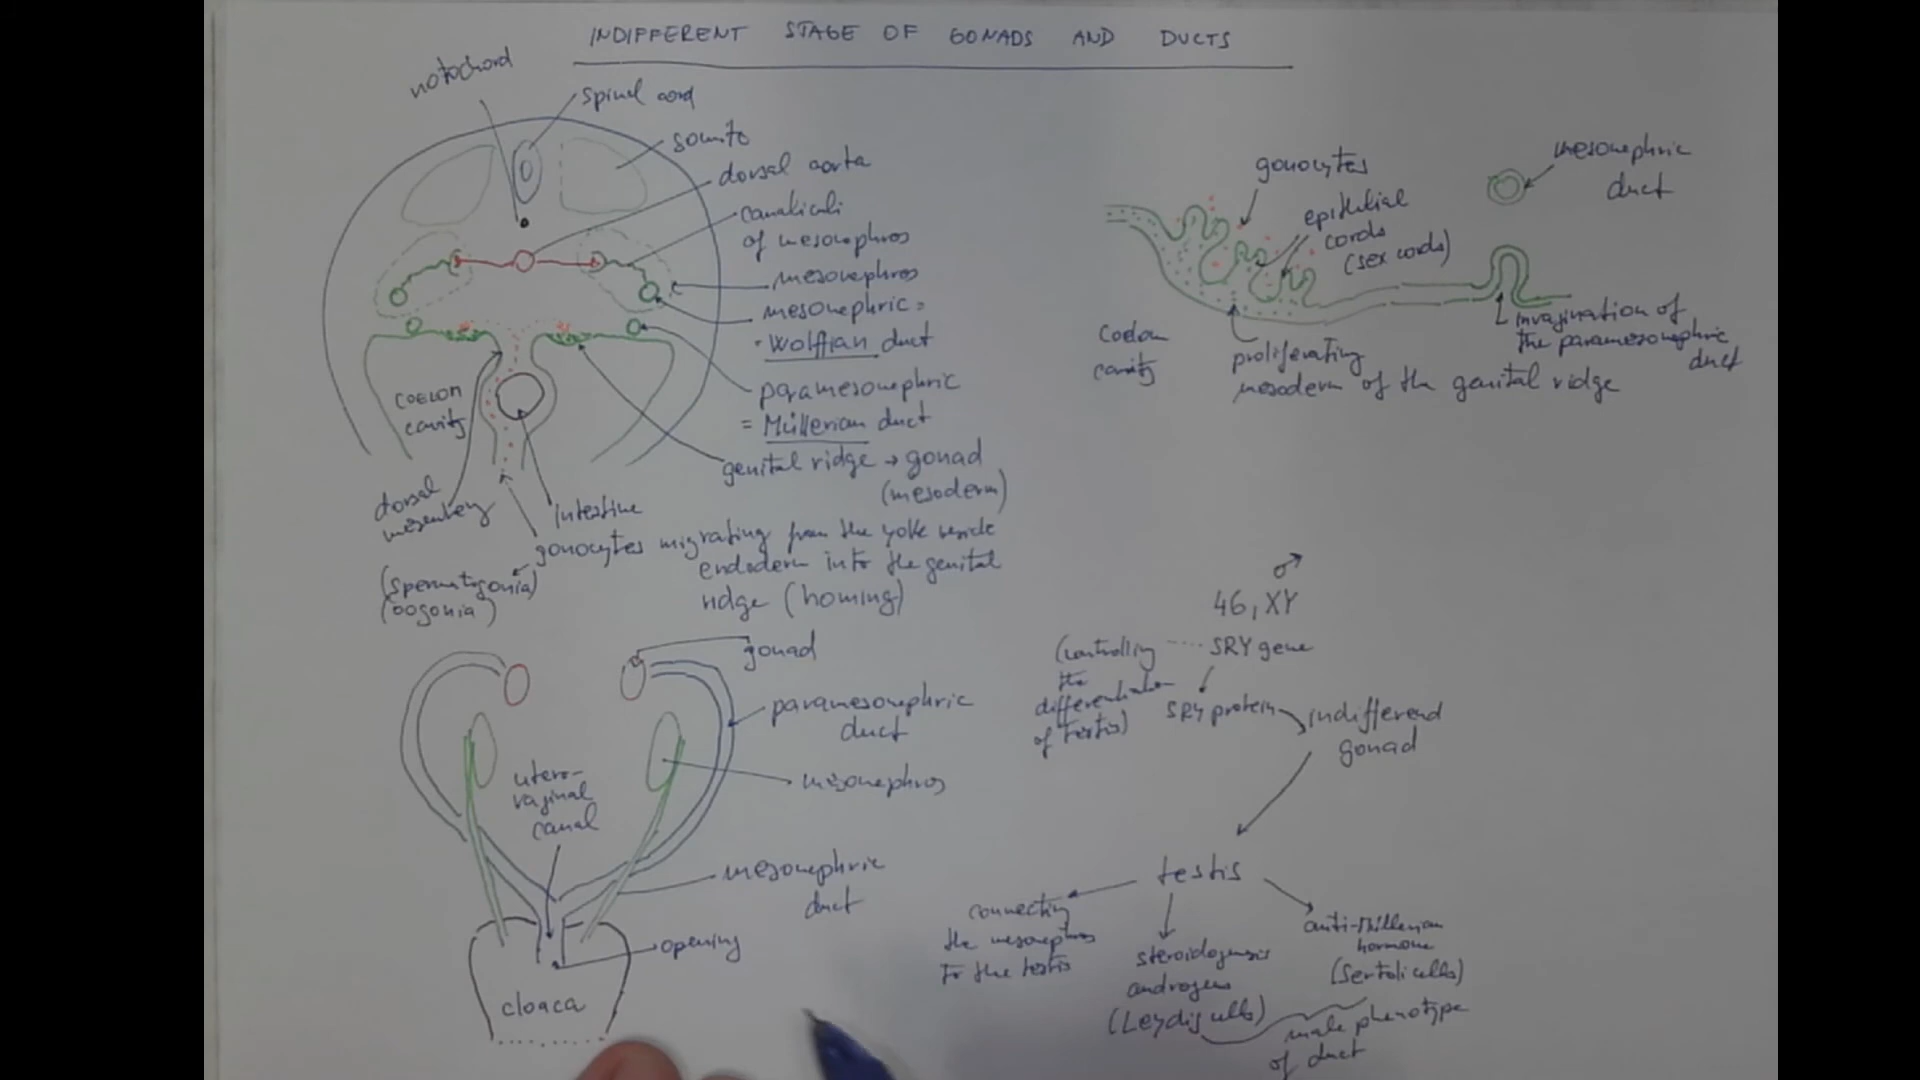 INDIFFERENT STAGE OF GONADS AND DUCTS
notochord
spinal cord
somite
dorsal aorta
canaliculi
of mesonephros
mesonephros
mesonephric =
= Wolffian duct
paramesonephric
= Müllerian duct
genital ridge → gonad
(mesoderm)
COELOM
cavity
dorsal
mesentery
intestine
gonocytes migrating from the yolk
endoderm into the genital
ridge (homing)
(spermatogonia)
(oogonia)
gonocytes
epithelial
cords
(sex cords)
mesonephric
duct
Coelom
cavity
proliferating
mesoderm of the genital ridge
invagination of
the paramesonephric
duct
gonad
paramesonephric
duct
mesonephros
utero-
vaginal
canal
mesonephric
duct
opening
cloaca
♂
46, XY
(controlling
the
differentiation
of testis)
SRY gene
SRY protein
indifferend
gonad
testis
connecting
the mesonephros
to the testis
steroidogenesis
androgens
(Leydig cells)
anti-Müllerian
hormone
(Sertoli cells)
male phenotype
of duct